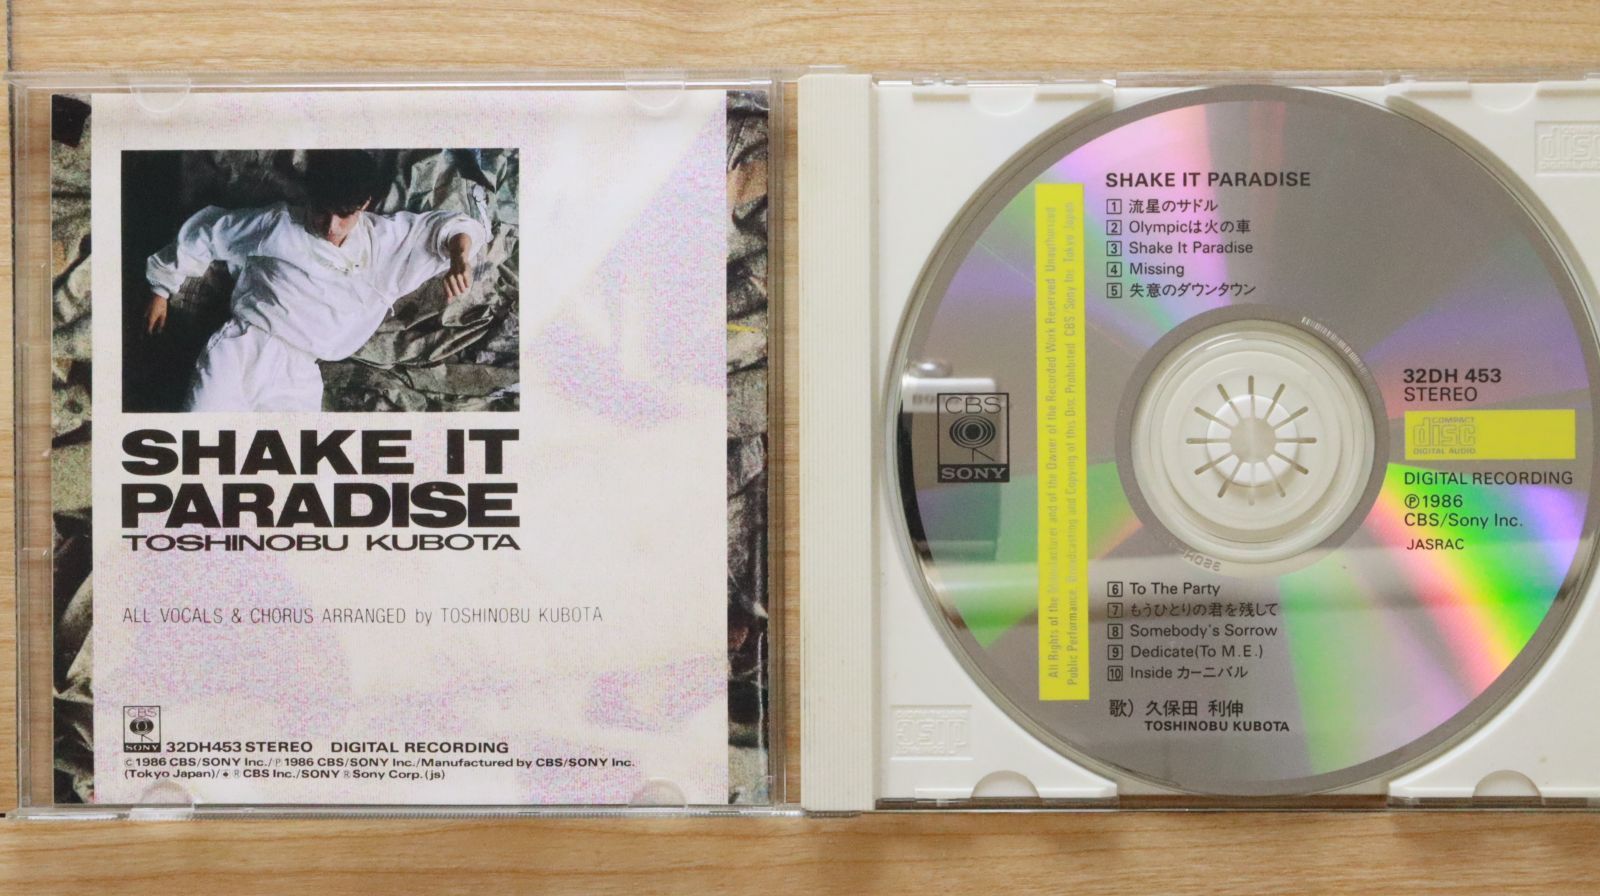 SHAKE IT
PARADISE
TOSHINOBU KUBOTA
ALL VOCALS & CHORUS ARRANGED by TOSHINOBU KUBOTA
CBS
SONY
32DH453 STEREO DIGITAL RECORDING
©1986 CBS/SONY Inc./℗1986 CBS/SONY Inc./Manufactured by CBS/SONY Inc.
(Tokyo Japan)/ ® CBS Inc./SONY ® Sony Corp. (js)
SHAKE IT PARADISE
1 流星のサドル
2 Olympicは火の車
3 Shake It Paradise
4 Missing
5 失意のダウンタウン
CBS
SONY
All Rights of the Manufacturer and of the Owner of the Recorded Work Reserved Unauthorized
Public Performance, Broadcasting and Copying of this Disc Prohibited CBS/Sony Inc Tokyo Japan
32DH 453
STEREO
COMPACT
disc
DIGITAL AUDIO
DIGITAL RECORDING
℗1986
CBS/Sony Inc.
JASRAC
6 To The Party
7 もうひとりの君を残して
8 Somebody's Sorrow
9 Dedicate(To M.E.)
10 Inside カーニバル
歌) 久保田 利伸
TOSHINOBU KUBOTA
disc
disc